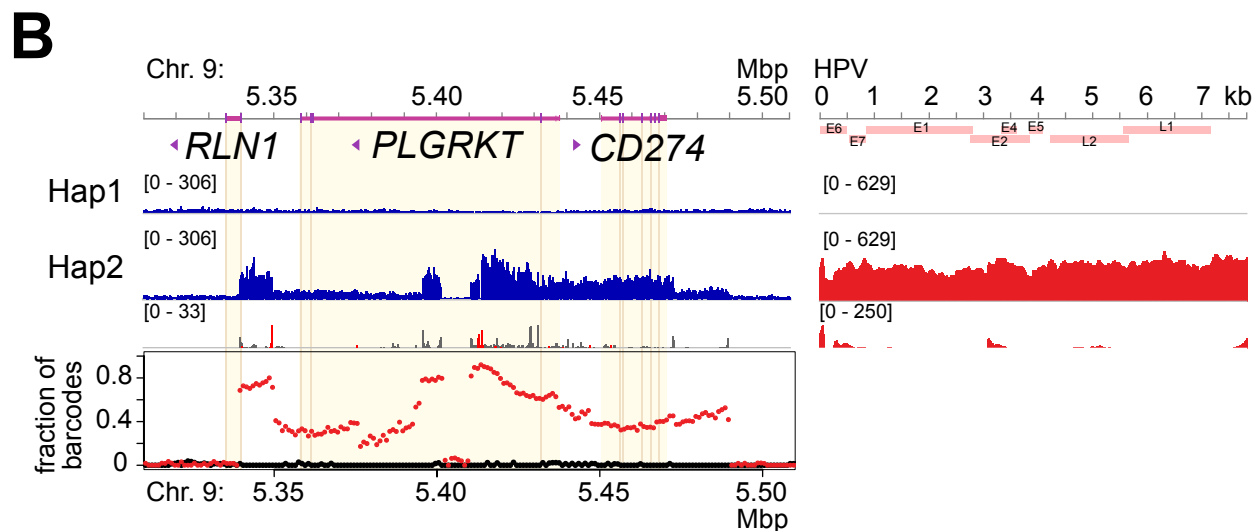 B
Chr. 9: Mbp HPV
5.35 5.40 5.45 5.50 0 1 2 3 4 5 6 7 kb
E6 E1 E4 E5 L1
E7 E2 L2
RLN1 PLGRKT CD274
Hap1 [0 - 306] [0 - 629]
Hap2 [0 - 306] [0 - 629]
[0 - 33] [0 - 250]
fraction of
barcodes
0.8
0.4
0
Chr. 9: 5.35 5.40 5.45 5.50
Mbp